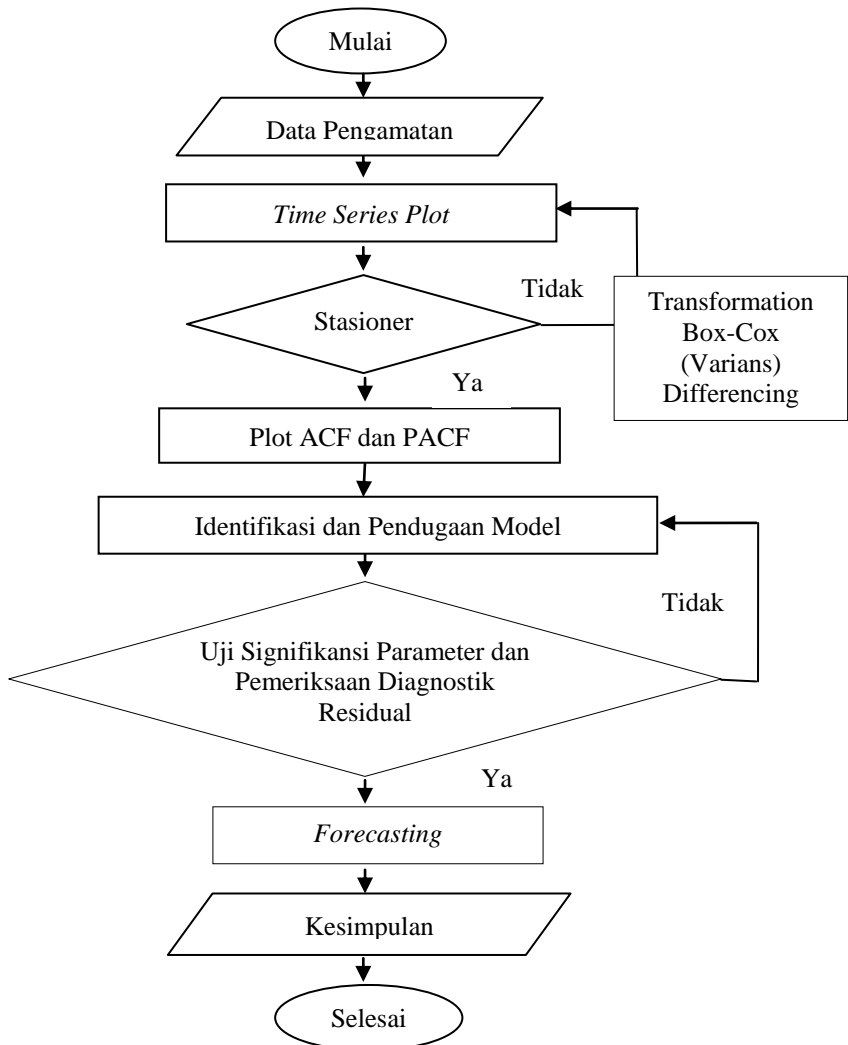 Mulai
Data Pengamatan
Time Series Plot
Tidak
Stasioner
Transformation
Box-Cox
(Varians)
Differencing
Ya
Plot ACF dan PACF
Identifikasi dan Pendugaan Model
Tidak
Uji Signifikansi Parameter dan
Pemeriksaan Diagnostik
Residual
Ya
Forecasting
Kesimpulan
Selesai